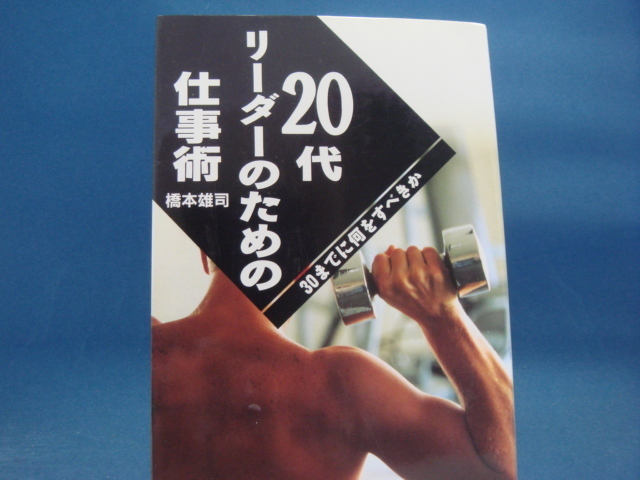 20代
リーダーのための
仕事術
橋本雄司
30までに何をすべきか